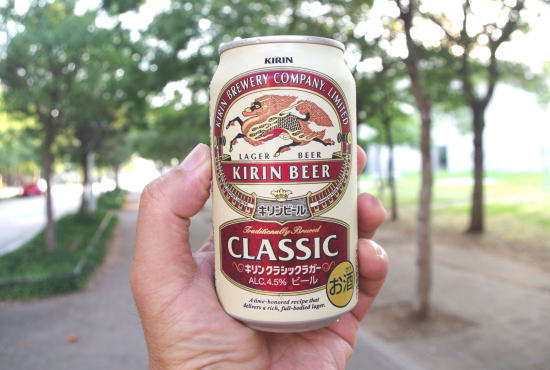 KIRIN
KIRIN BREWERY COMPANY, LIMITED
LAGER BEER
KIRIN BEER
キリンビール
Traditionally Brewed
CLASSIC
キリン クラシックラガー
ALC.4.5% ビール
お酒
A time-honored recipe that
delivers a rich, full-bodied lager.